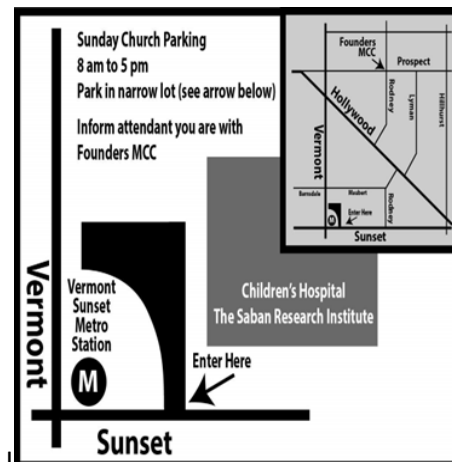 Sunday Church Parking
8 am to 5 pm
Park in narrow lot (see arrow below)
Inform attendant you are with
Founders MCC
Founders
MCC
Prospect
Rodney
Lyman
Hillhurst
Hollywood
Vermont
Barnsdale
Rodney
M
Enter Here
Sunset
Vermont
Vermont
Sunset
Metro
Station
M
Children's Hospital
The Saban Research Institute
Enter Here
Sunset